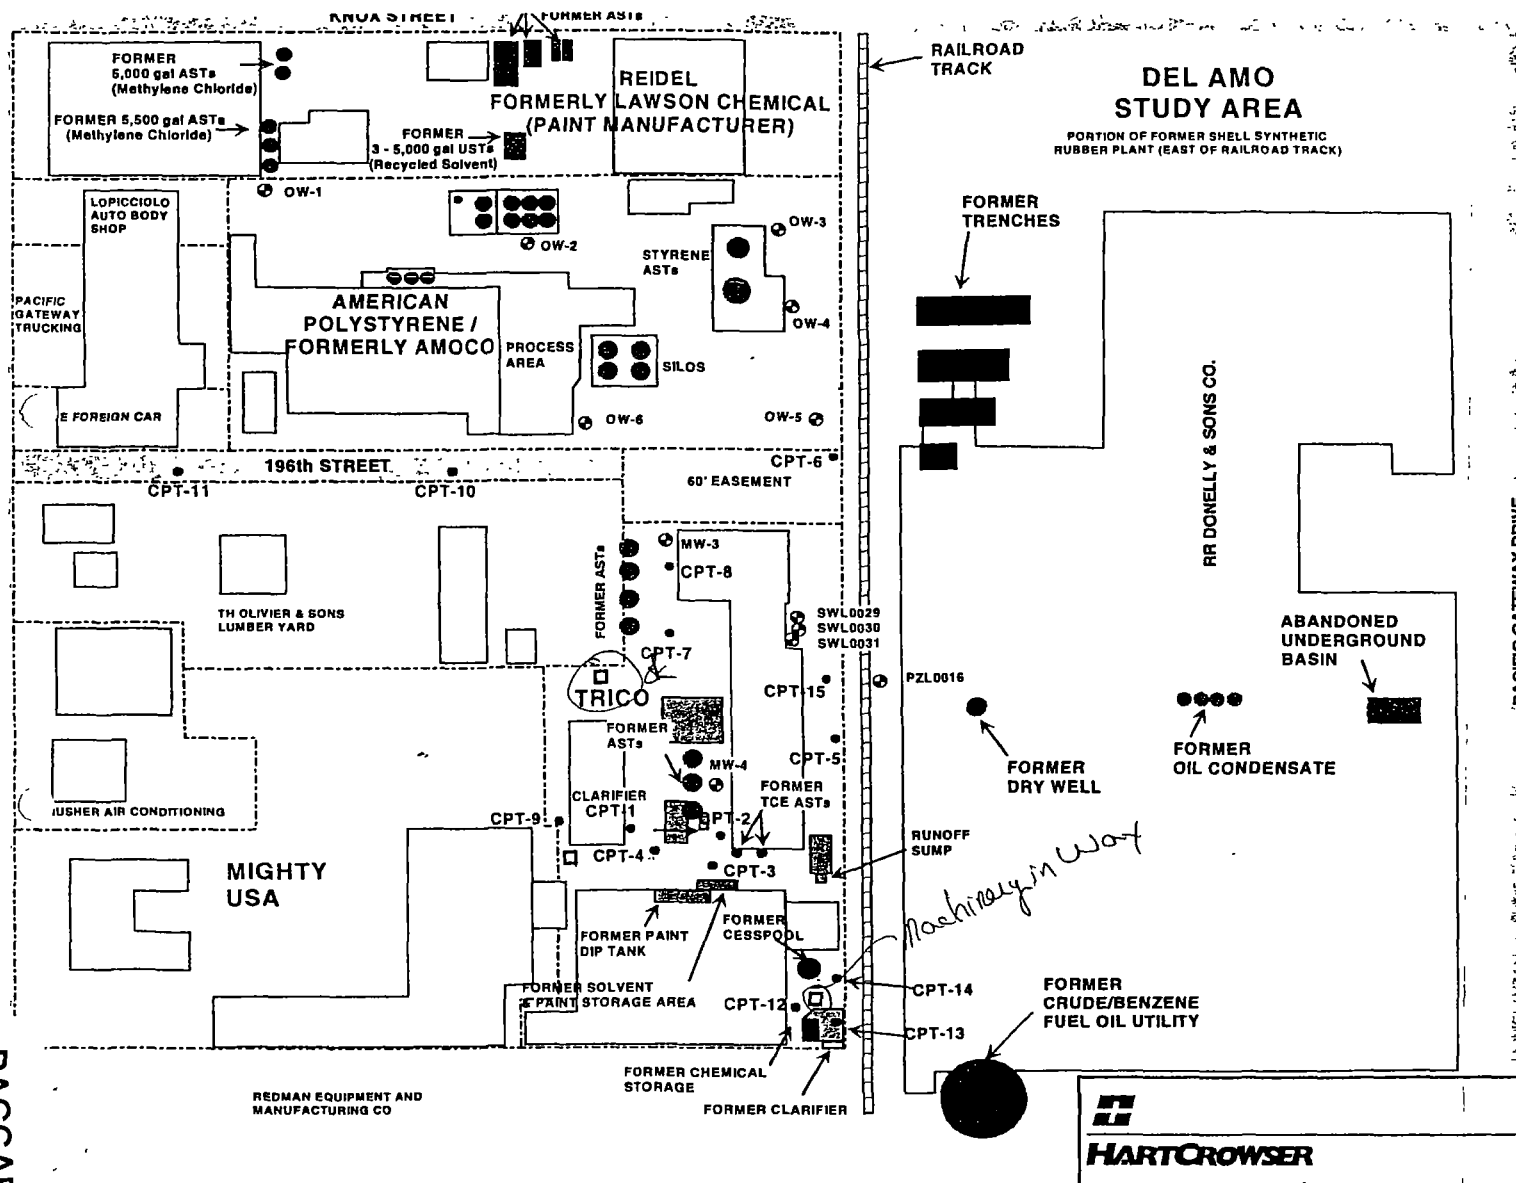 KNOX STREET
FORMER ASTs
FORMER
5,000 gal ASTs
(Methylene Chloride)
FORMER 5,500 gal ASTs
(Methylene Chloride)
REIDEL
FORMERLY LAWSON CHEMICAL
(PAINT MANUFACTURER)
FORMER
3 - 5,000 gal USTs
(Recycled Solvent)
RAILROAD
TRACK
DEL AMO
STUDY AREA
PORTION OF FORMER SHELL SYNTHETIC
RUBBER PLANT (EAST OF RAILROAD TRACK)
OW-1
LOPICCIOLO
AUTO BODY
SHOP
OW-2
OW-3
STYRENE
ASTs
OW-4
FORMER
TRENCHES
PACIFIC
GATEWAY
TRUCKING
AMERICAN
POLYSTYRENE /
FORMERLY AMOCO
PROCESS
AREA
SILOS
E FOREIGN CAR
OW-6
OW-5
RR DONELLY & SONS CO.
196th STREET
CPT-11
CPT-10
CPT-6
60' EASEMENT
FORMER ASTs
MW-3
CPT-8
TH OLIVIER & SONS
LUMBER YARD
SWL0029
SWL0030
SWL0031
CPT-7
TRICO
CPT-15
PZL0016
ABANDONED
UNDERGROUND
BASIN
FORMER
ASTs
CPT-5
MW-4
FORMER
TCE ASTs
FORMER
DRY WELL
FORMER
OIL CONDENSATE
USHER AIR CONDITIONING
CLARIFIER
CPT-1
CPT-9
CPT-2
CPT-4
CPT-3
RUNOFF
SUMP
MIGHTY
USA
Machinery in Way
FORMER PAINT
DIP TANK
FORMER
CESSPOOL
FORMER SOLVENT
& PAINT STORAGE AREA
CPT-12
CPT-14
CPT-13
FORMER
CRUDE/BENZENE
FUEL OIL UTILITY
FORMER CHEMICAL
STORAGE
FORMER CLARIFIER
REDMAN EQUIPMENT AND
MANUFACTURING CO
HARTCROWSER